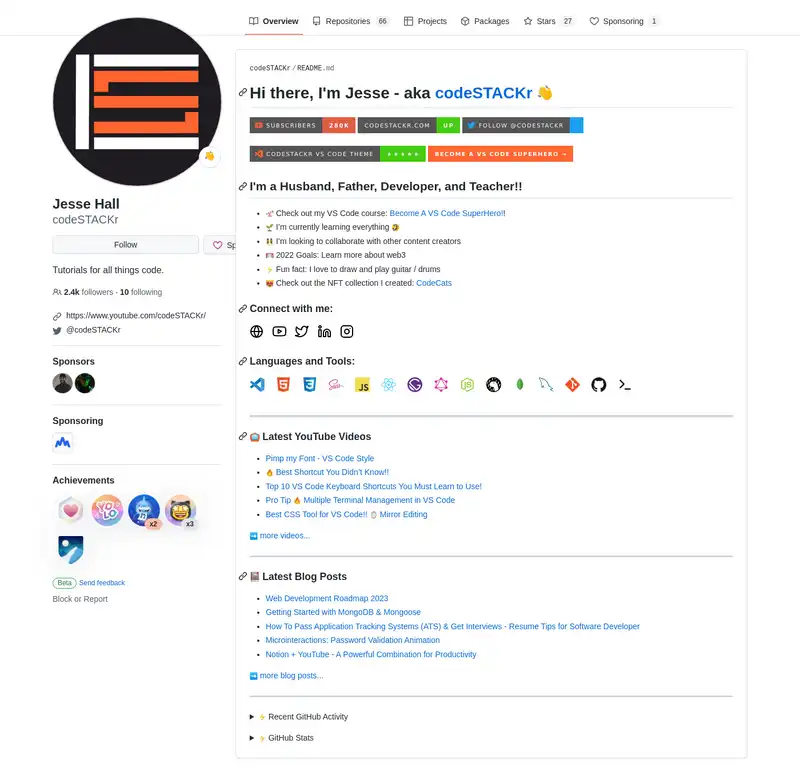 Overview
Repositories 66
Projects
Packages
Stars 27
Sponsoring 1
Jesse Hall
codeSTACKr
Follow
Sp
Tutorials for all things code.
2.4k followers · 10 following
https://www.youtube.com/codeSTACKr/
@codeSTACKr
Sponsors
Sponsoring
Achievements
YOLO
x2
x3
Beta Send feedback
Block or Report
codeSTACKr/README.md
Hi there, I'm Jesse - aka codeSTACKr 👋
SUBSCRIBERS 280K
CODESTACKR.COM UP
FOLLOW @CODESTACKR
CODESTACKR VS CODE THEME ★★★★★
BECOME A VS CODE SUPERHERO →
I'm a Husband, Father, Developer, and Teacher!!
Check out my VS Code course: Become A VS Code SuperHero!!
🌱 I'm currently learning everything 🤣
👯 I'm looking to collaborate with other content creators
🥅 2022 Goals: Learn more about web3
⚡ Fun fact: I love to draw and play guitar / drums
😻 Check out the NFT collection I created: CodeCats
Connect with me:
in
Languages and Tools:
JS
📺 Latest YouTube Videos
Pimp my Font - VS Code Style
🔥 Best Shortcut You Didn't Know!!
Top 10 VS Code Keyboard Shortcuts You Must Learn to Use!
Pro Tip 🔥 Multiple Terminal Management in VS Code
Best CSS Tool for VS Code!! 🪞 Mirror Editing
➡️ more videos...
📓 Latest Blog Posts
Web Development Roadmap 2023
Getting Started with MongoDB & Mongoose
How To Pass Application Tracking Systems (ATS) & Get Interviews - Resume Tips for Software Developer
Microinteractions: Password Validation Animation
Notion + YouTube - A Powerful Combination for Productivity
➡️ more blog posts...
▶ ⚡ Recent GitHub Activity
▶ ⚡ GitHub Stats